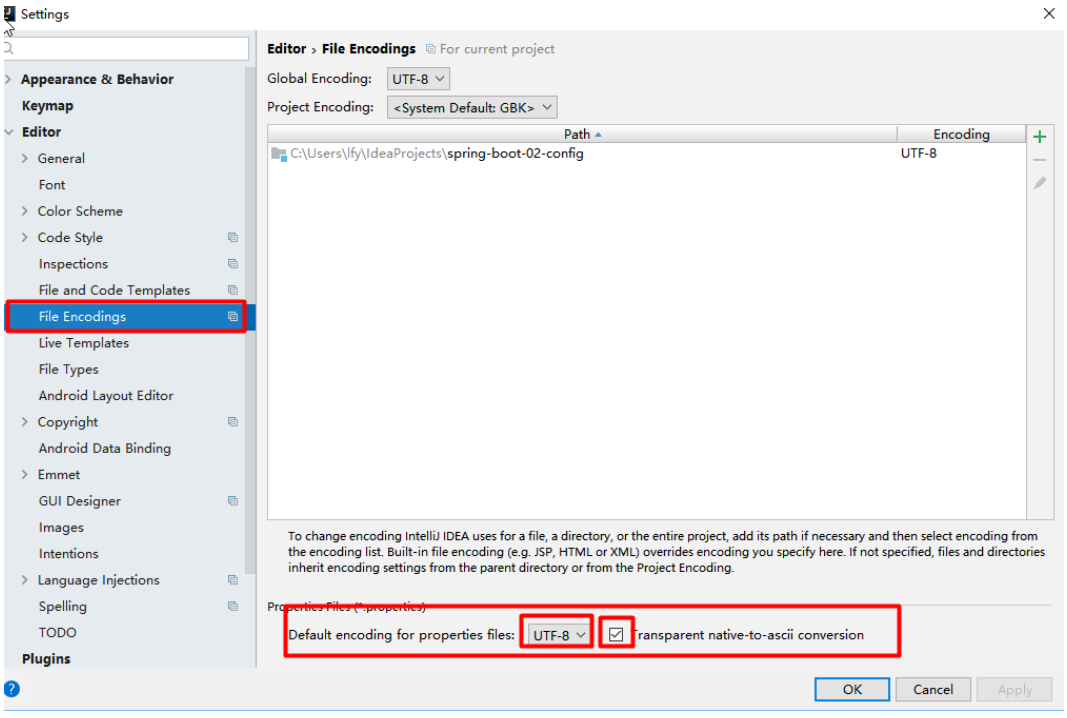 Settings
Editor › File Encodings For current project
Global Encoding: UTF-8
Project Encoding: <System Default: GBK>
Path Encoding
C:\Users\lfy\IdeaProjects\spring-boot-02-config UTF-8
Appearance & Behavior
Keymap
Editor
General
Font
Color Scheme
Code Style
Inspections
File and Code Templates
File Encodings
Live Templates
File Types
Android Layout Editor
Copyright
Android Data Binding
Emmet
GUI Designer
Images
Intentions
Language Injections
Spelling
TODO
Plugins
To change encoding IntelliJ IDEA uses for a file, a directory, or the entire project, add its path if necessary and then select encoding from
the encoding list. Built-in file encoding (e.g. JSP, HTML or XML) overrides encoding you specify here. If not specified, files and directories
inherit encoding settings from the parent directory or from the Project Encoding.
Properties Files (*.properties)
Default encoding for properties files: UTF-8 Transparent native-to-ascii conversion
?
OK Cancel Apply